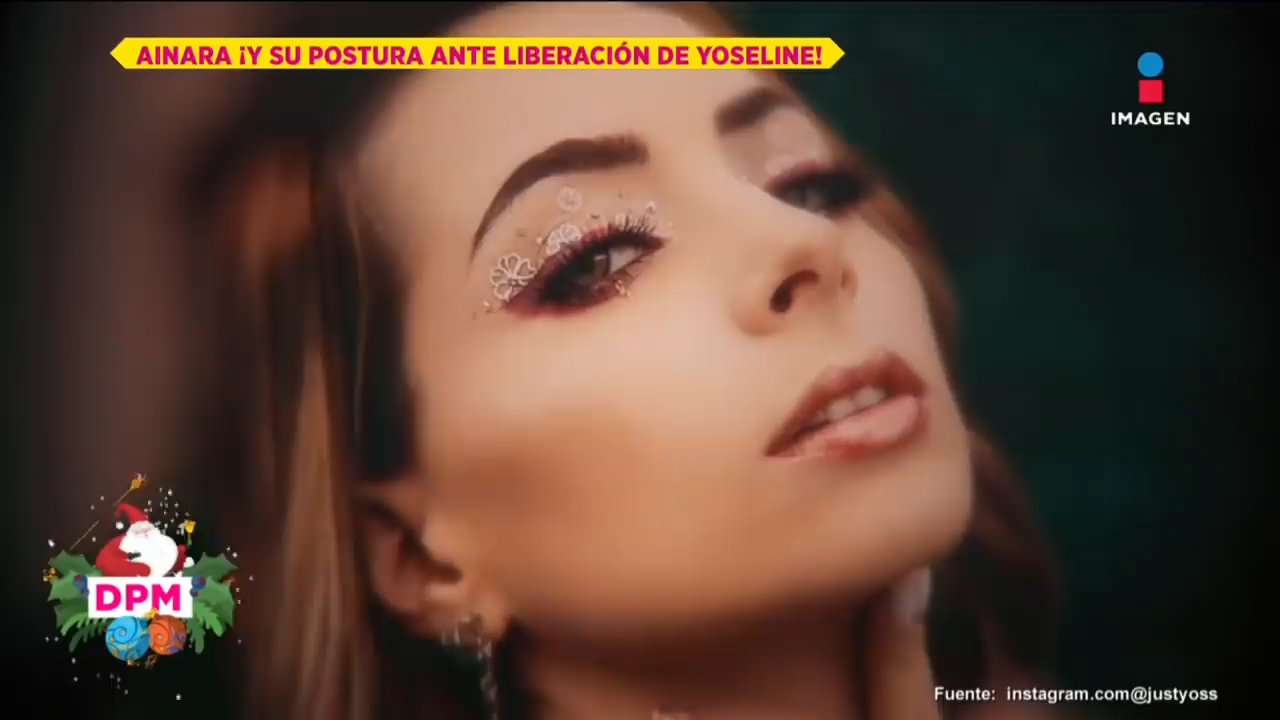 AINARA ¡Y SU POSTURA ANTE LIBERACIÓN DE YOSELINE!
IMAGEN
DPM
Fuente: instagram.com@justyoss